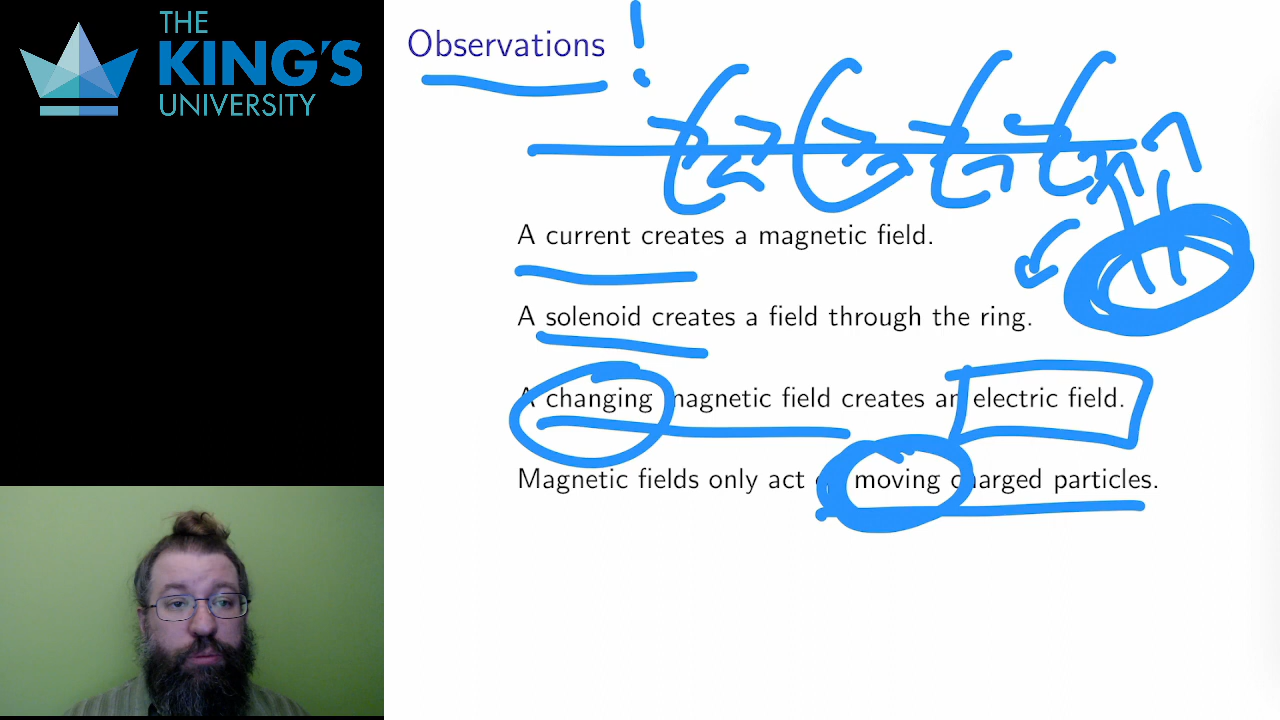 THE
KING'S
UNIVERSITY
Observations !
A current creates a magnetic field.
A solenoid creates a field through the ring.
A changing magnetic field creates an electric field.
Magnetic fields only act on moving charged particles.